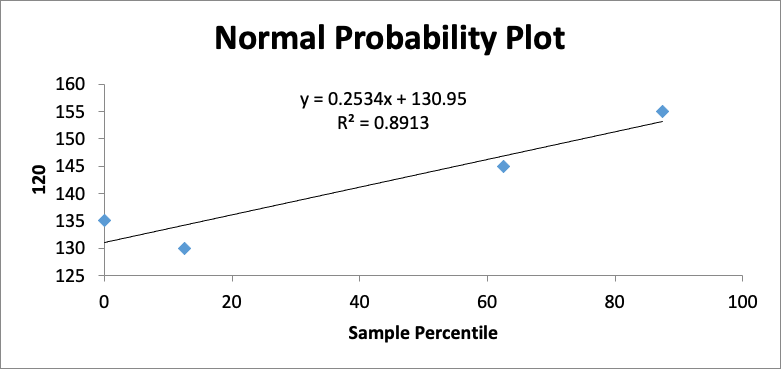 Normal Probability Plot
y = 0.2534x + 130.95
R² = 0.8913
160
155
150
145
140
135
130
125
120
0 20 40 60 80 100
Sample Percentile